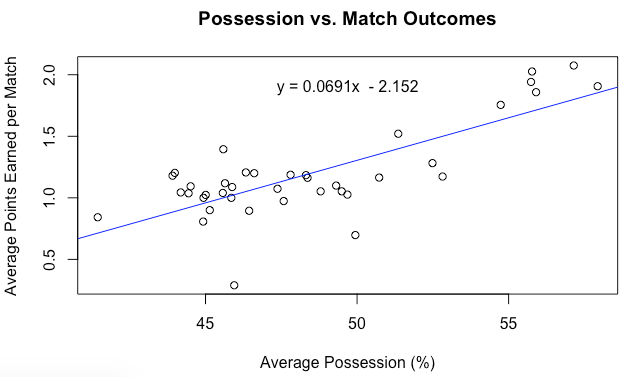 Possession vs. Match Outcomes
y = 0.0691x - 2.152
Average Points Earned per Match
2.0
1.5
1.0
0.5
45 50 55
Average Possession (%)